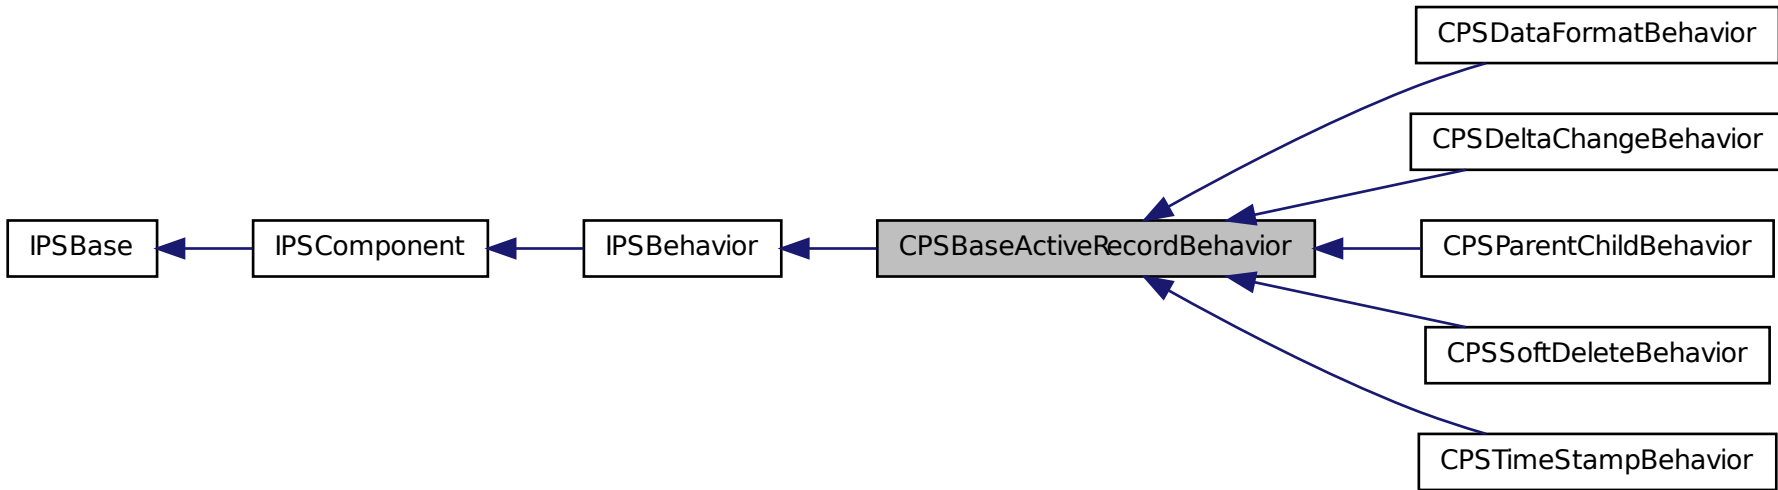 CPSDataFormatBehavior
CPSDeltaChangeBehavior
IPSBase
IPSComponent
IPSBehavior
CPSBaseActiveRecordBehavior
CPSParentChildBehavior
CPSSoftDeleteBehavior
CPSTimeStampBehavior